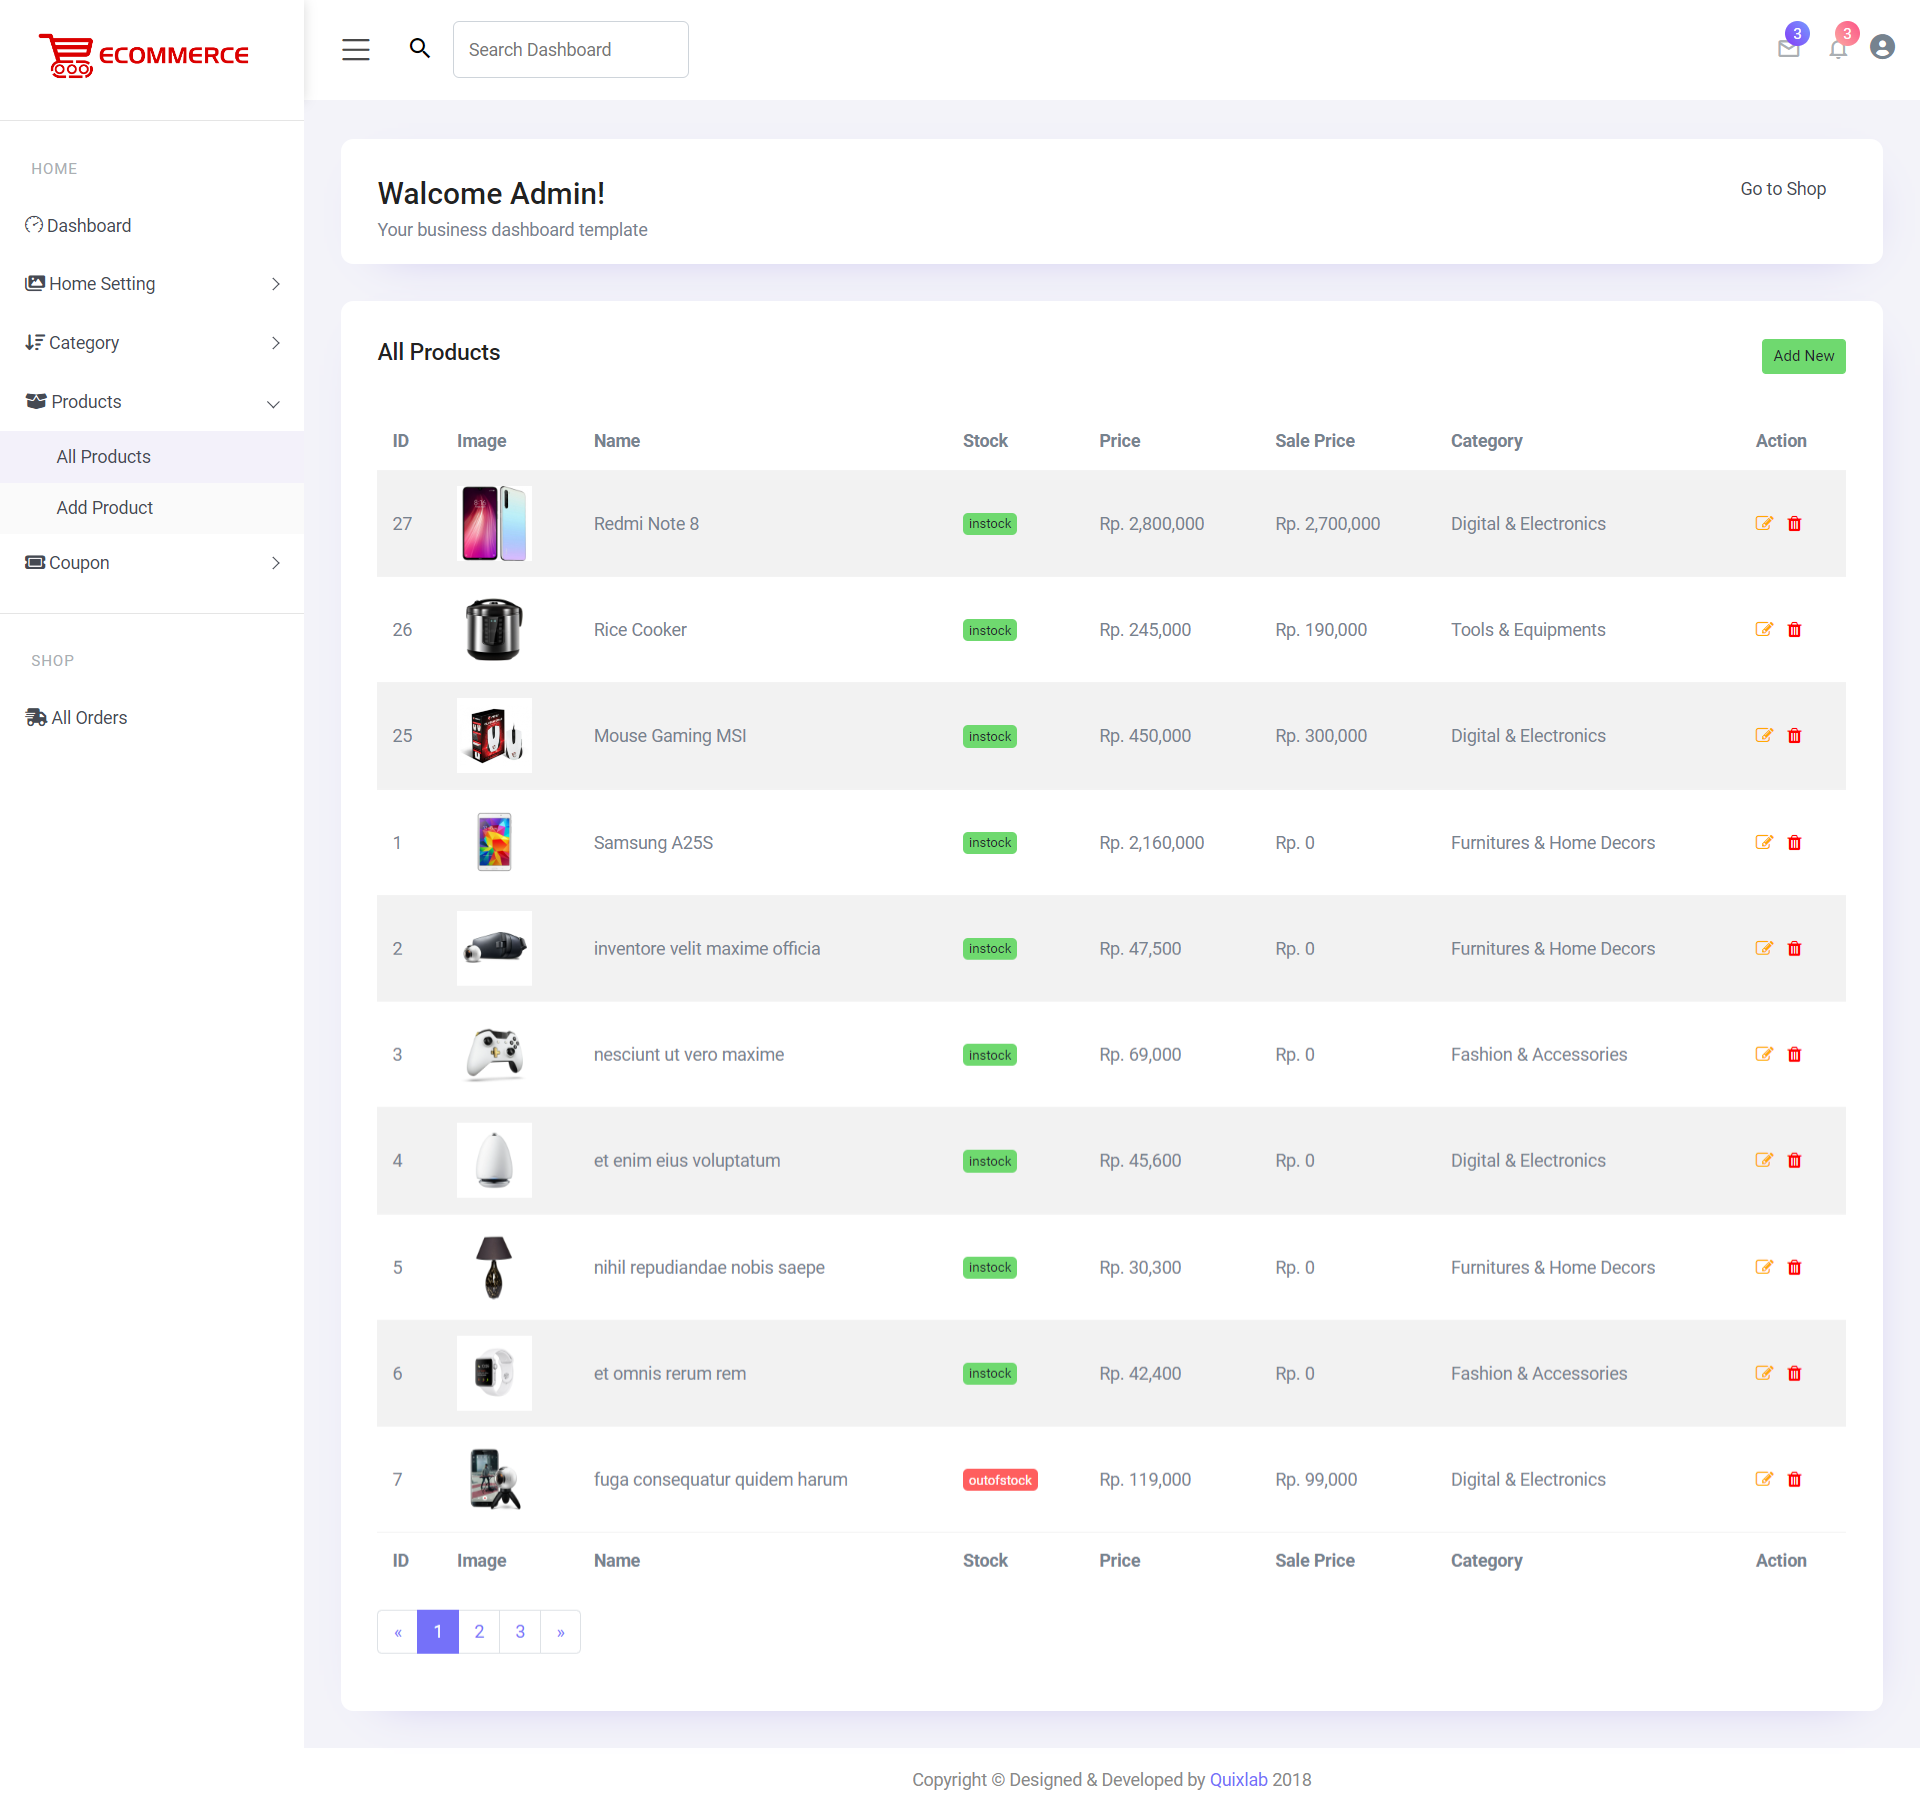 ECOMMERCE
Search Dashboard
3
3
HOME
Dashboard
Home Setting
Category
Products
All Products
Add Product
Coupon
SHOP
All Orders
Walcome Admin!
Go to Shop
Your business dashboard template
All Products
Add New
ID Image Name Stock Price Sale Price Category Action
27 Redmi Note 8 instock Rp. 2,800,000 Rp. 2,700,000 Digital & Electronics
26 Rice Cooker instock Rp. 245,000 Rp. 190,000 Tools & Equipments
25 Mouse Gaming MSI instock Rp. 450,000 Rp. 300,000 Digital & Electronics
1 Samsung A25S instock Rp. 2,160,000 Rp. 0 Furnitures & Home Decors
2 inventore velit maxime officia instock Rp. 47,500 Rp. 0 Furnitures & Home Decors
3 nesciunt ut vero maxime instock Rp. 69,000 Rp. 0 Fashion & Accessories
4 et enim eius voluptatum instock Rp. 45,600 Rp. 0 Digital & Electronics
5 nihil repudiandae nobis saepe instock Rp. 30,300 Rp. 0 Furnitures & Home Decors
6 et omnis rerum rem instock Rp. 42,400 Rp. 0 Fashion & Accessories
7 fuga consequatur quidem harum outofstock Rp. 119,000 Rp. 99,000 Digital & Electronics
ID Image Name Stock Price Sale Price Category Action
« 1 2 3 »
Copyright © Designed & Developed by Quixlab 2018